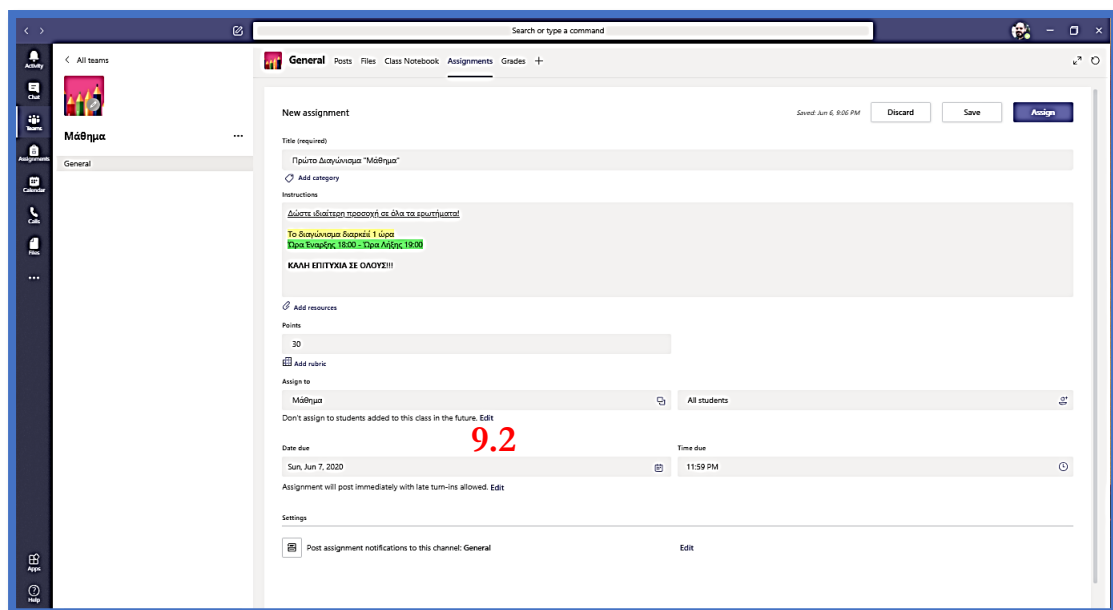 Search or type a command
Activity
Chat
Teams
Assignments
Calendar
Calls
Files
Apps
Help
All teams
Μάθημα
General
General Posts Files Class Notebook Assignments Grades
New assignment
Saved: Jun 6, 9:06 PM Discard Save Assign
Title (required)
Πρώτο Διαγώνισμα "Μάθημα"
Add category
Instructions
Δώστε ιδιαίτερη προσοχή σε όλα τα ερωτήματα!
Το διαγώνισμα διαρκέιέ 1 ώρα
Ώρα Έναρξης 18:00 - Ώρα Λήξης 19:00
ΚΑΛΗ ΕΠΙΤΥΧΙΑ ΣΕ ΟΛΟΥΣ!!!
Add resources
Points
30
Add rubric
Assign to
Μάθημα All students
Don't assign to students added to this class in the future. Edit
9.2
Date due Time due
Sun, Jun 7, 2020 11:59 PM
Assignment will post immediately with late turn-ins allowed. Edit
Settings
Post assignment notifications to this channel: General Edit